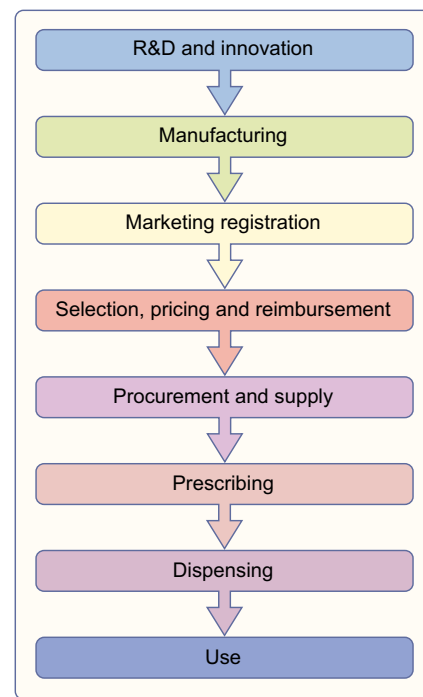 R&D and innovation
Manufacturing
Marketing registration
Selection, pricing and reimbursement
Procurement and supply
Prescribing
Dispensing
Use